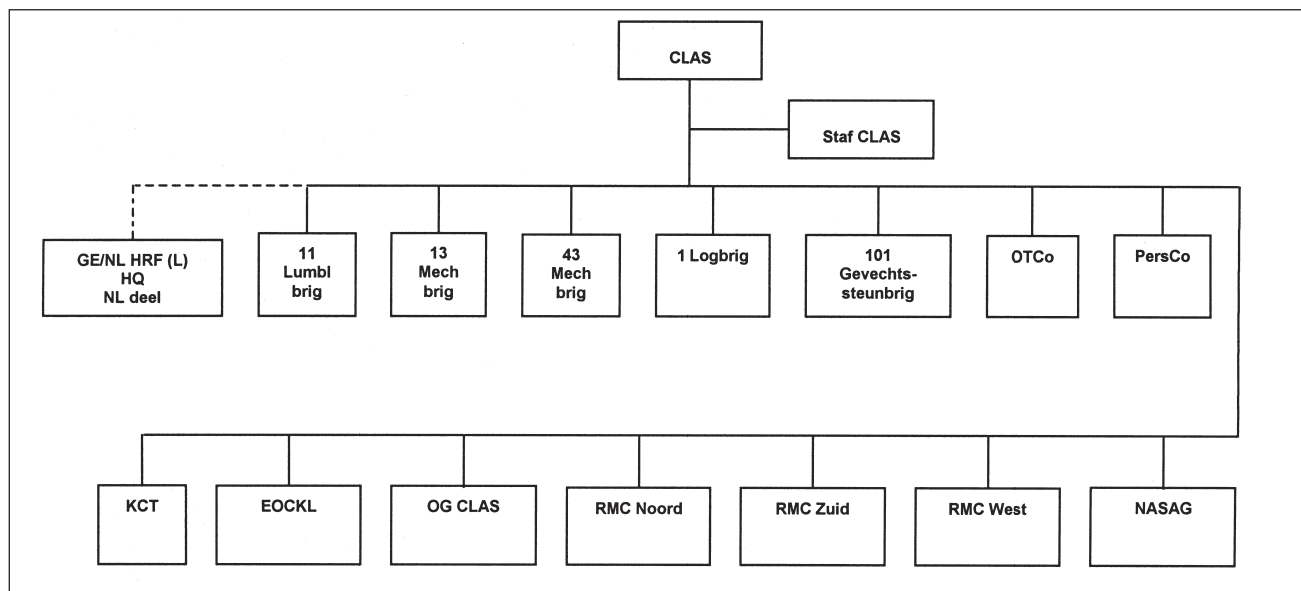 CLAS
Staf CLAS
GE/NL HRF (L)
HQ
NL deel
11
Lumbl
brig
13
Mech
brig
43
Mech
brig
1 Logbrig
101
Gevechts-
steunbrig
OTCo
PersCo
KCT
EOCKL
OG CLAS
RMC Noord
RMC Zuid
RMC West
NASAG